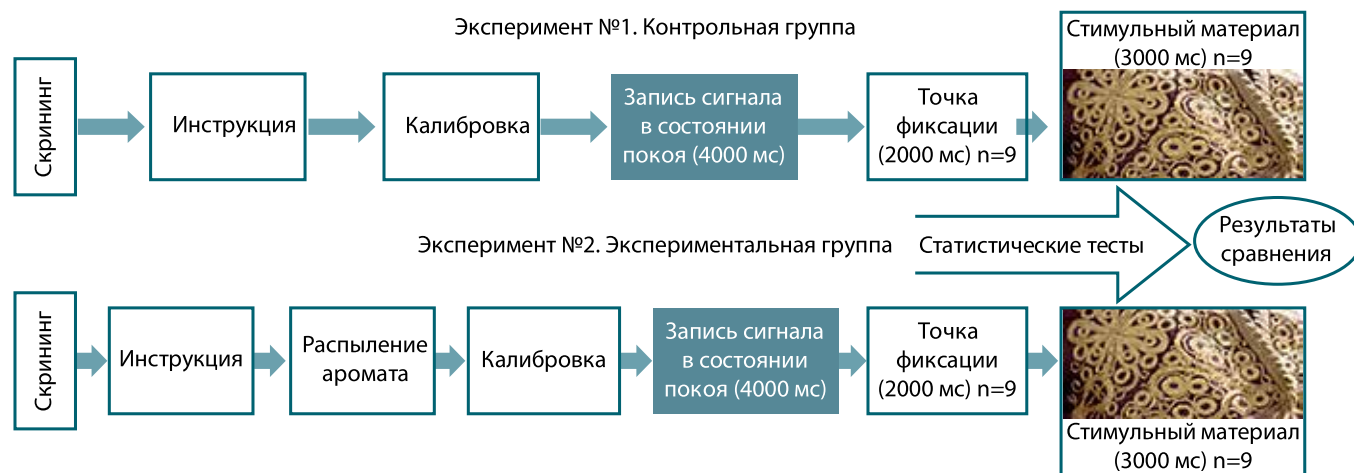 Эксперимент №1. Контрольная группа
Скрининг
Инструкция
Калибровка
Запись сигнала
в состоянии
покоя (4000 мс)
Точка
фиксации
(2000 мс) n=9
Стимульный материал
(3000 мс) n=9
Эксперимент №2. Экспериментальная группа
Статистические тесты
Результаты
сравнения
Скрининг
Инструкция
Распыление
аромата
Калибровка
Запись сигнала
в состоянии
покоя (4000 мс)
Точка
фиксации
(2000 мс) n=9
Стимульный материал
(3000 мс) n=9